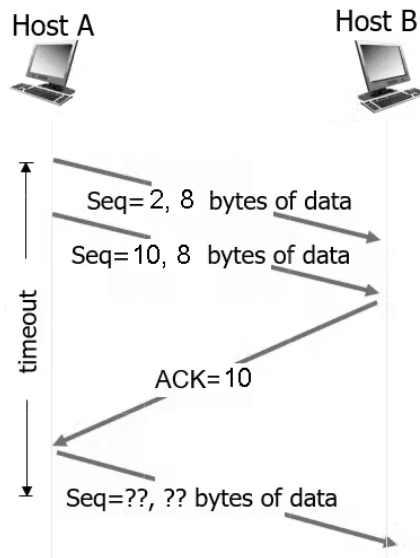 Host A
Host B
Seq=2, 8 bytes of data
Seq=10, 8 bytes of data
timeout
ACK=10
Seq=??, ?? bytes of data